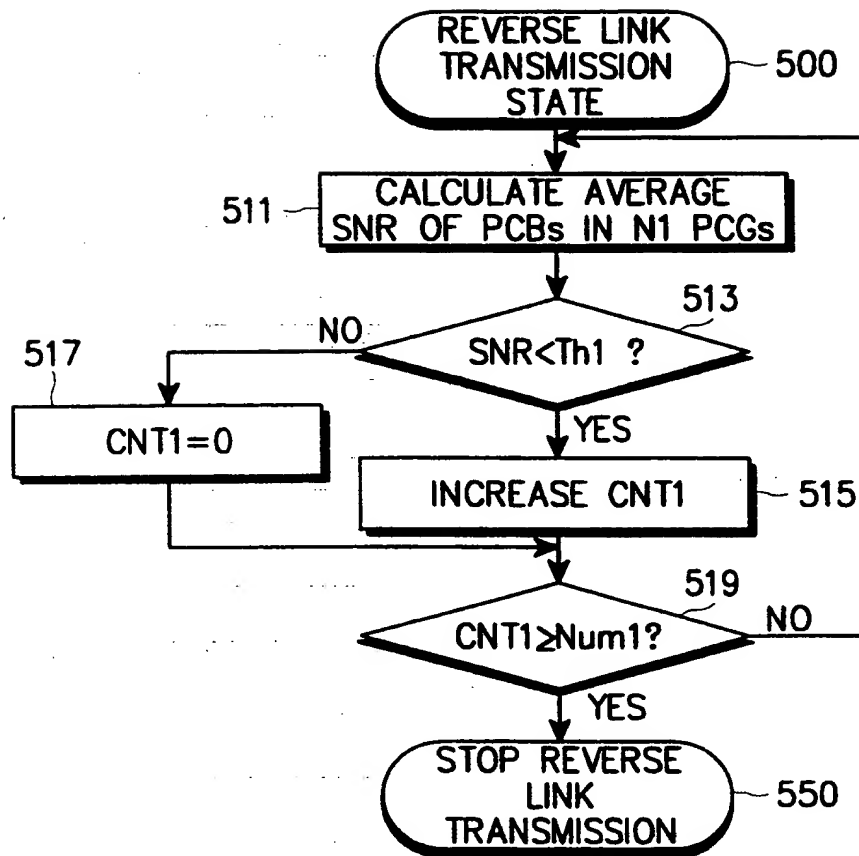 REVERSE LINK
TRANSMISSION
STATE
500
511
CALCULATE AVERAGE
SNR OF PCBs IN N1 PCGs
513
SNR<Th1 ?
NO
517
CNT1=0
YES
INCREASE CNT1
515
519
CNT1≥Num1?
NO
YES
STOP REVERSE
LINK
TRANSMISSION
550